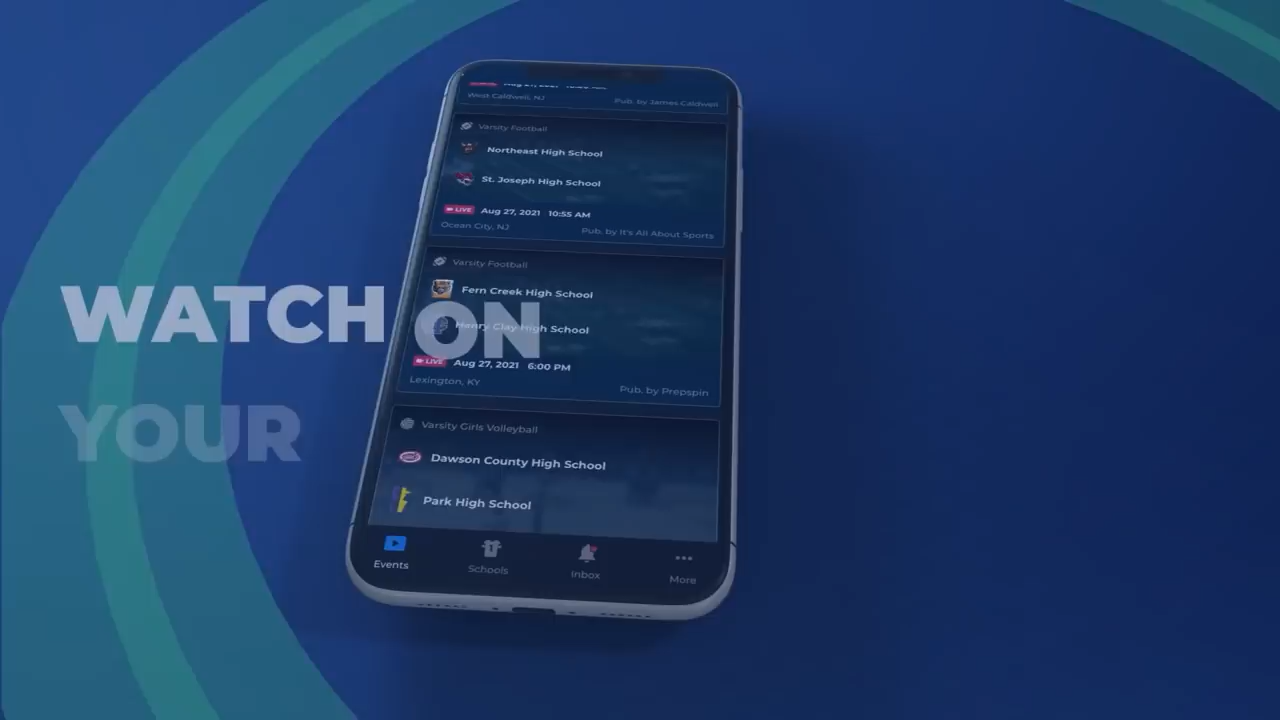 West Caldwell, NJ Pub. by James Caldwell
Varsity Football
Northeast High School
St. Joseph High School
LIVE Aug 27, 2021 10:55 AM
Ocean City, NJ Pub. by It's All About Sports
Varsity Football
Fern Creek High School
Henry Clay High School
LIVE Aug 27, 2021 6:00 PM
Lexington, KY Pub. by Prepspin
Varsity Girls Volleyball
Dawson County High School
Park High School
Events Schools Inbox More
WATCH ON
YOUR